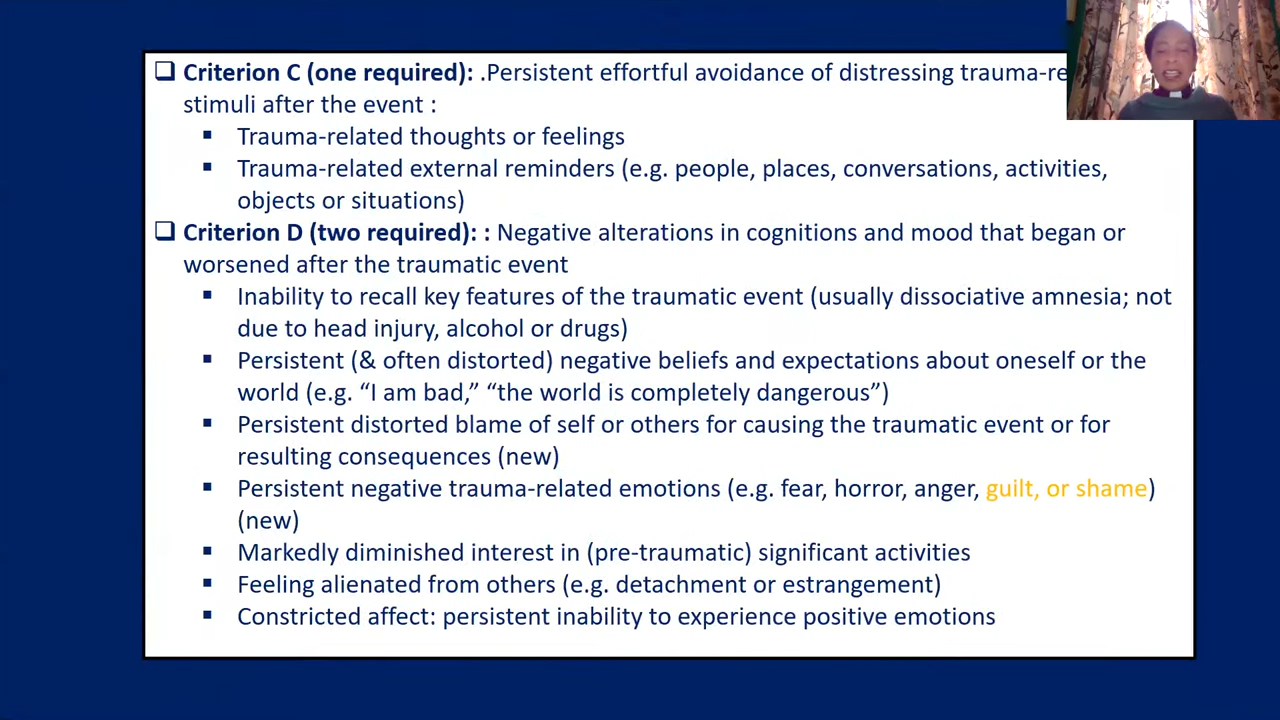 ❑ Criterion C (one required): .Persistent effortful avoidance of distressing
stimuli after the event :
▪ Trauma-related thoughts or feelings
▪ Trauma-related external reminders (e.g. people, places, conversations, activities,
objects or situations)
❑ Criterion D (two required): : Negative alterations in cognitions and mood that began or
worsened after the traumatic event
▪ Inability to recall key features of the traumatic event (usually dissociative amnesia; not
due to head injury, alcohol or drugs)
▪ Persistent (& often distorted) negative beliefs and expectations about oneself or the
world (e.g. “I am bad,” “the world is completely dangerous”)
▪ Persistent distorted blame of self or others for causing the traumatic event or for
resulting consequences (new)
▪ Persistent negative trauma-related emotions (e.g. fear, horror, anger, guilt, or shame)
(new)
▪ Markedly diminished interest in (pre-traumatic) significant activities
▪ Feeling alienated from others (e.g. detachment or estrangement)
▪ Constricted affect: persistent inability to experience positive emotions